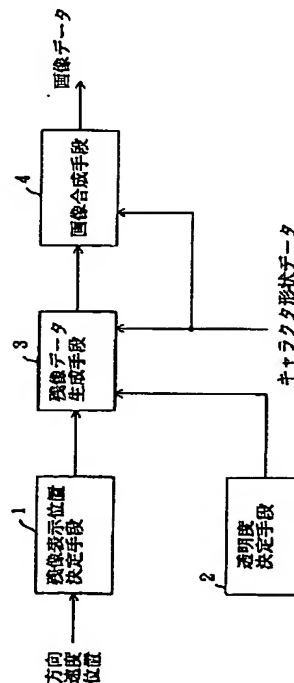 方向
速度
位置
1
残像表示位置
決定手段
2
透明度
決定手段
3
残像データ
生成手段
キャラクタ形状データ
4
画像合成手段
画像データ